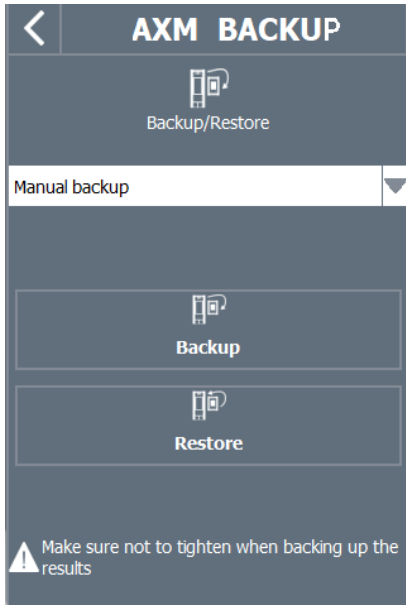 AXM BACKUP
Backup/Restore
Manual backup
Backup
Restore
Make sure not to tighten when backing up the
results